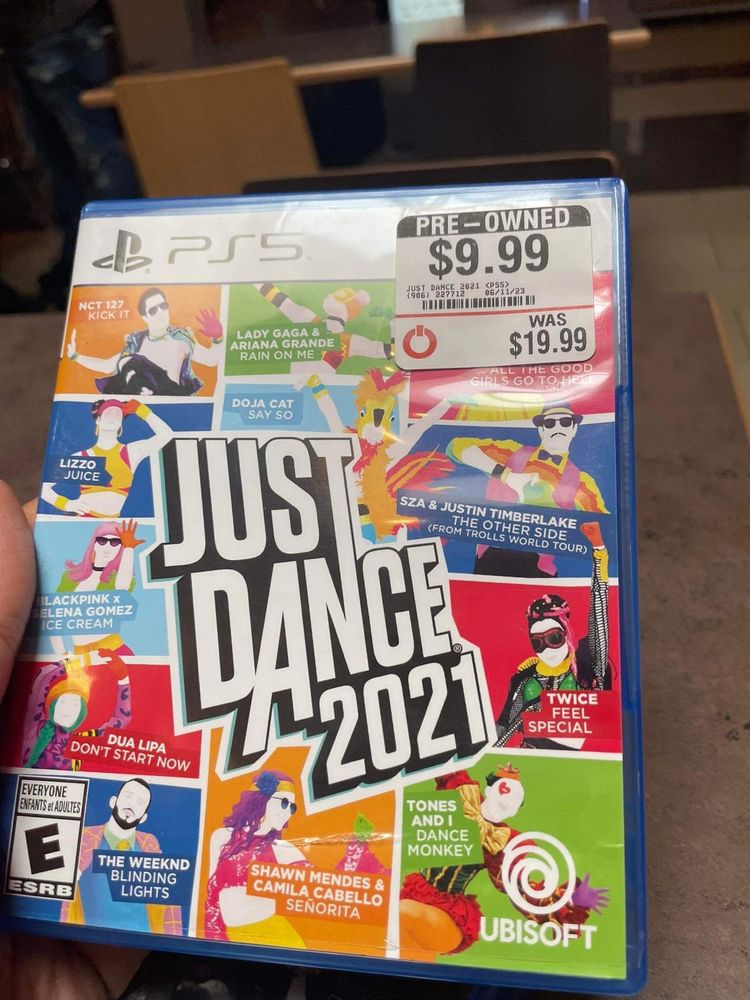 PS5
PRE-OWNED
$9.99
JUST DANCE 2021 <PS5>
(906) 227712 06/11/23
WAS
$19.99
NCT 127
KICK IT
LADY GAGA &
ARIANA GRANDE
RAIN ON ME
ALL THE GOOD
GIRLS GO TO HELL
DOJA CAT
SAY SO
LIZZO
JUICE
SZA & JUSTIN TIMBERLAKE
THE OTHER SIDE
(FROM TROLLS WORLD TOUR)
JUST
DANCE
2021
BLACKPINK X
SELENA GOMEZ
ICE CREAM
TWICE
FEEL
SPECIAL
DUA LIPA
DON'T START NOW
EVERYONE
ENFANTS et ADULTES
E
ESRB
THE WEEKND
BLINDING
LIGHTS
SHAWN MENDES &
CAMILA CABELLO
SEÑORITA
TONES
AND I
DANCE
MONKEY
UBISOFT